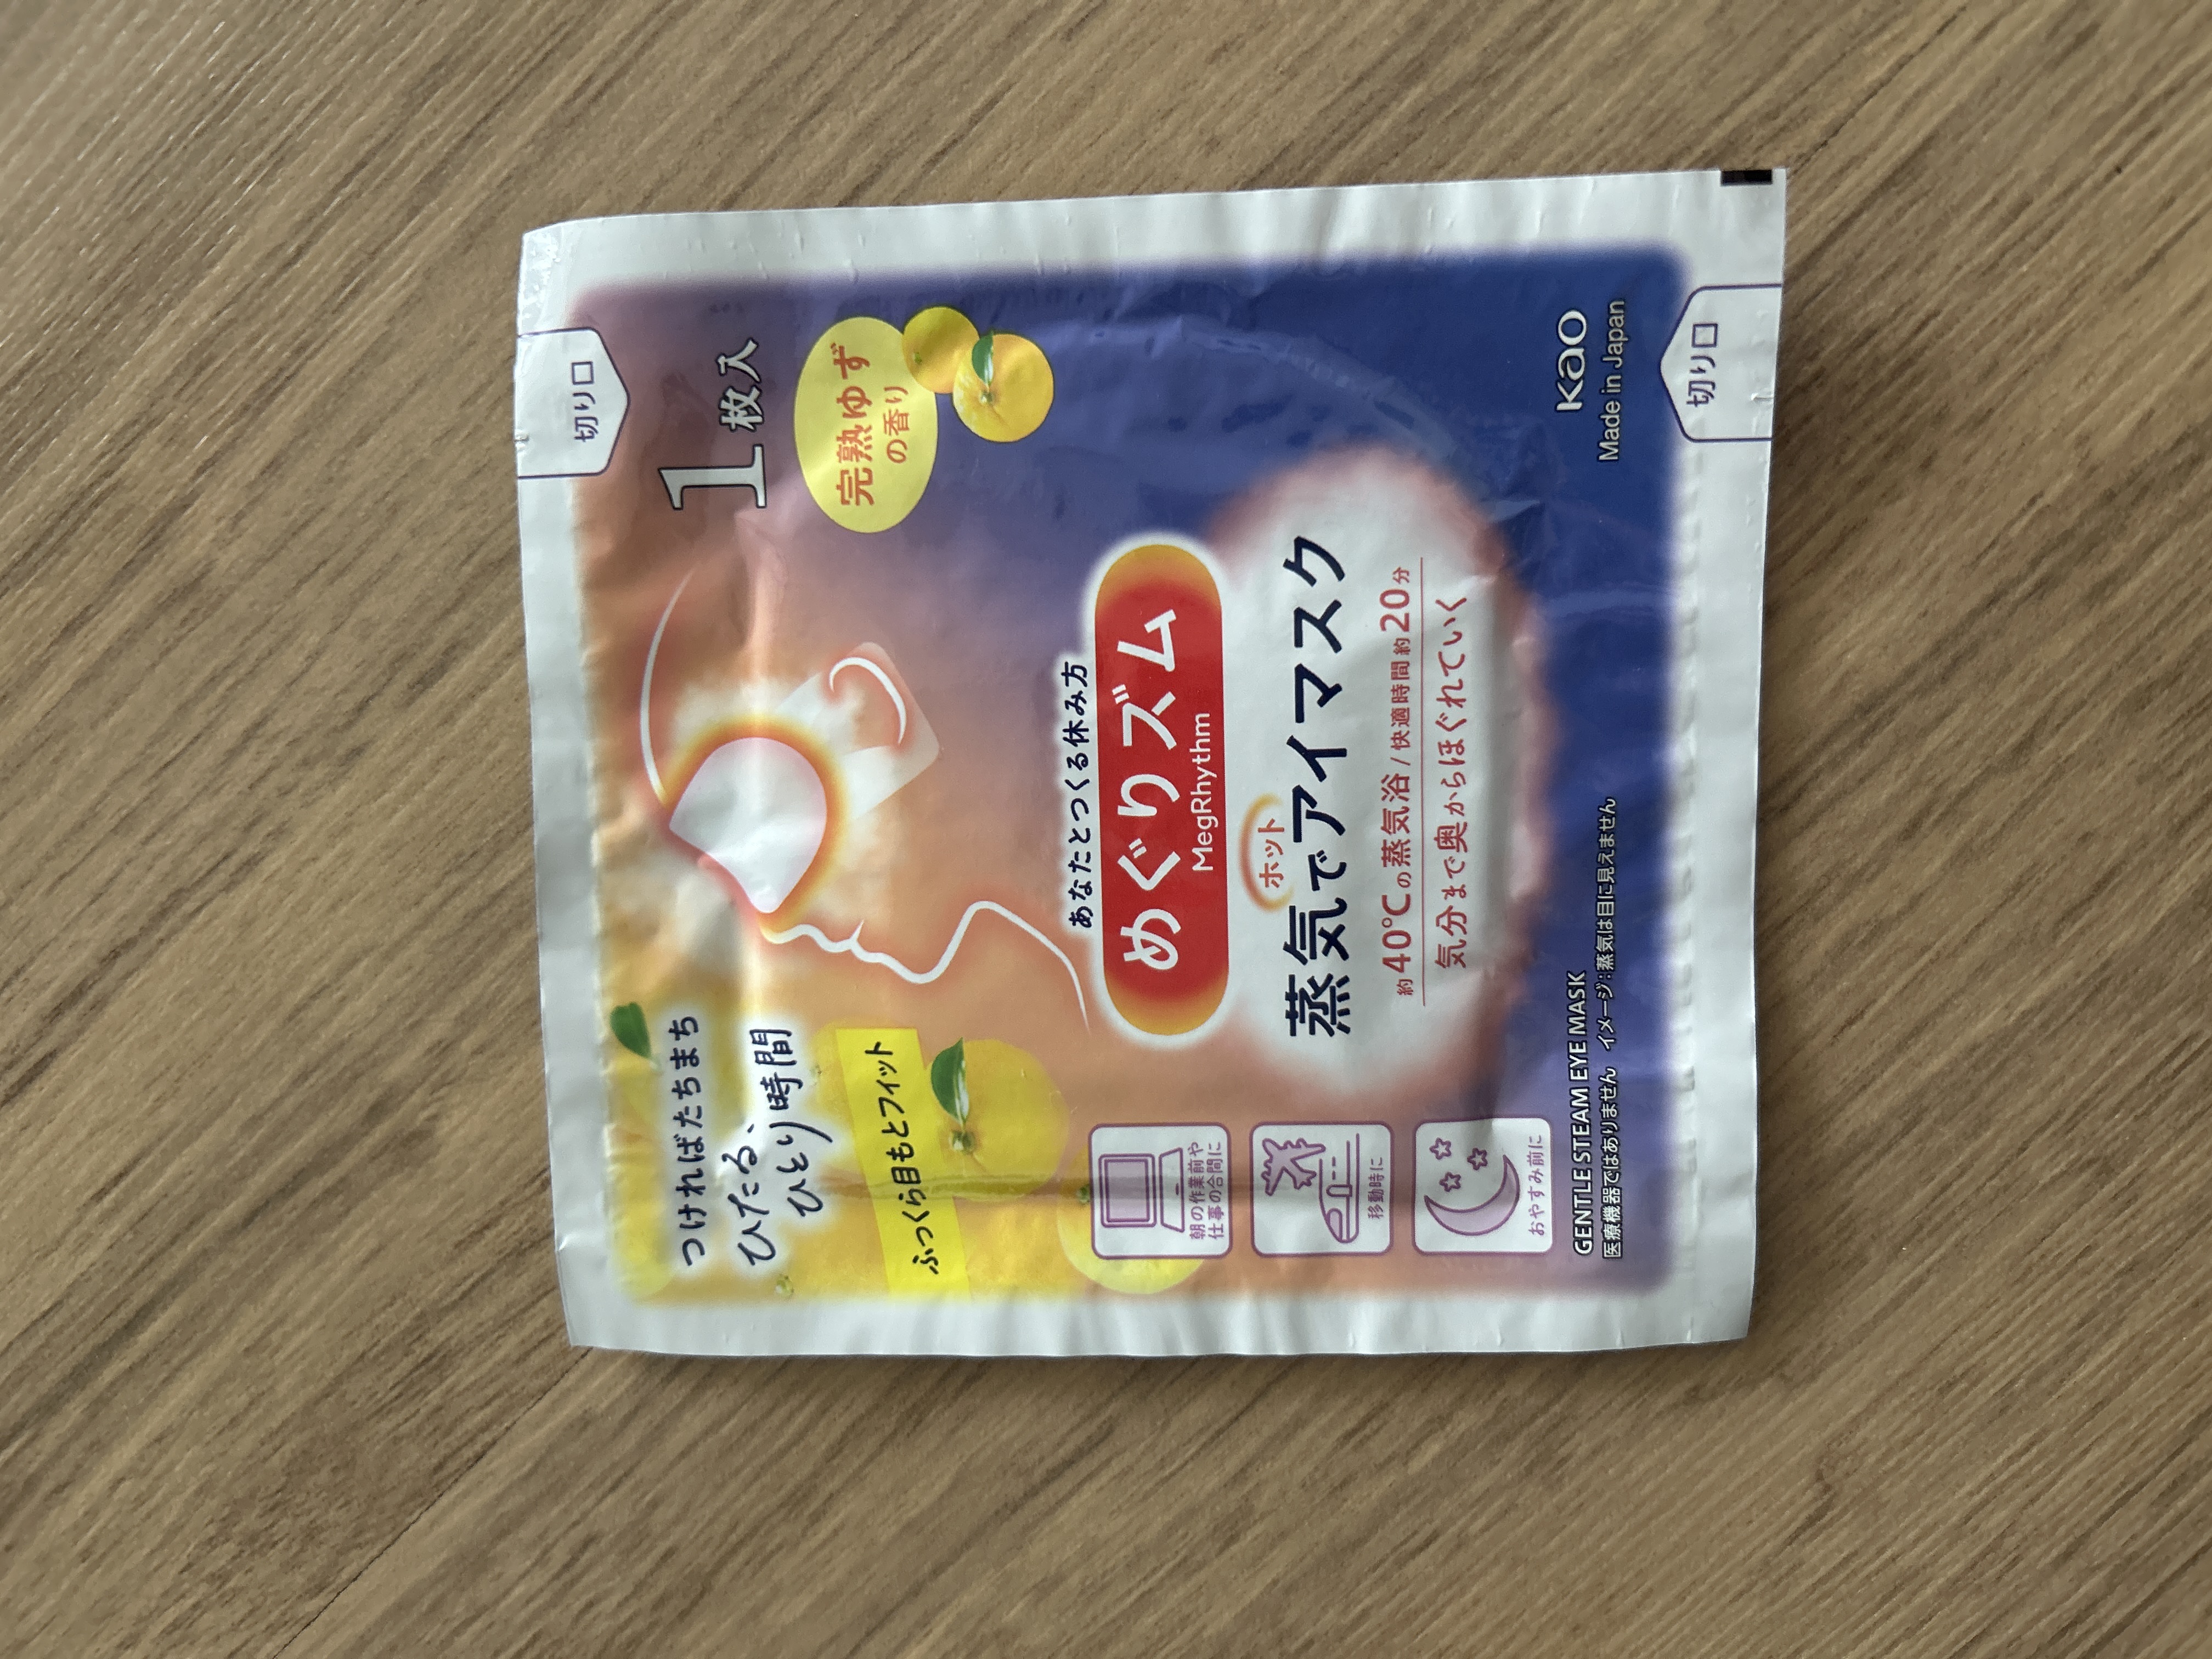 切り口
つければたちまち
ひたる、
ひとり時間
1枚入
完熟ゆず
の香り
ふっくら目もとフィット
あなたとつくる休み方
めぐりズム
MegRhythm
ホット
蒸気でアイマスク
約40℃の蒸気浴/快適時間約20分
気分まで奥からほぐれていく
朝の作業前や
仕事の合間に
移動時に
おやすみ前に
GENTLE STEAM EYE MASK
医療機器ではありません イメージ:蒸気は目に見えません
Kao
Made in Japan
切り口